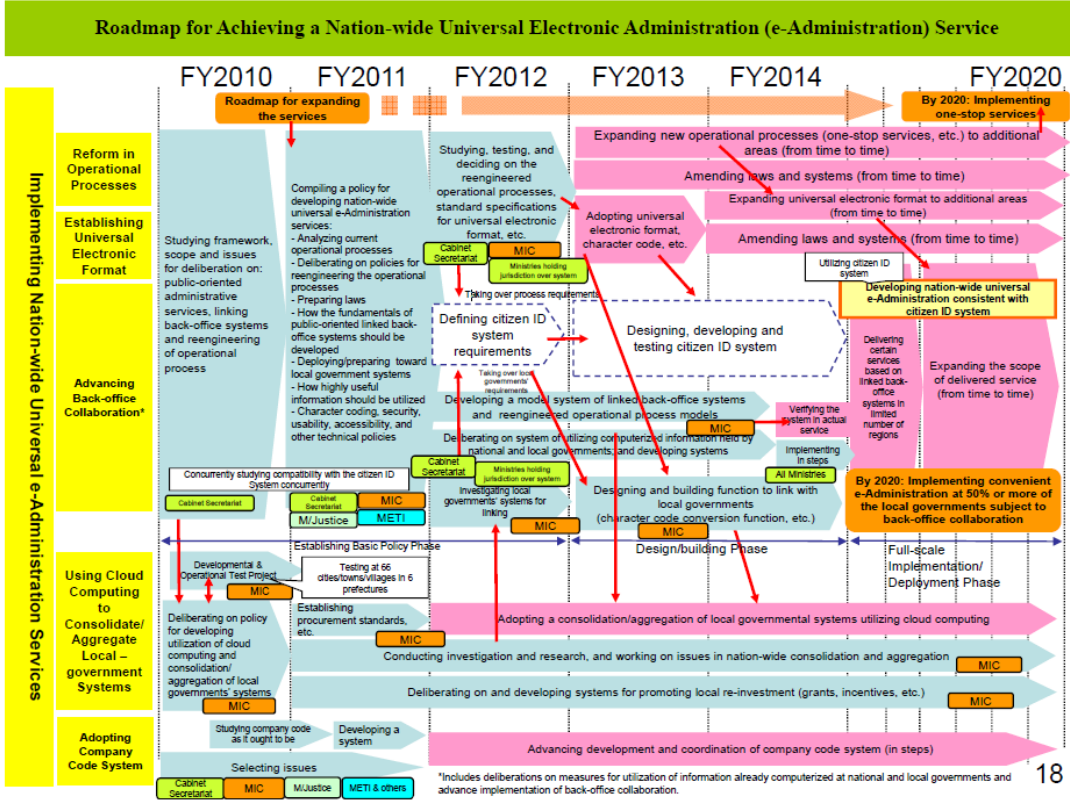 Roadmap for Achieving a Nation-wide Universal Electronic Administration (e-Administration) Service
FY2010
FY2011
FY2012
FY2013
FY2014
FY2020
Implementing Nation-wide Universal e-Administration Services
Roadmap for expanding
the services
By 2020: Implementing
one-stop services
Reform in
Operational
Processes
Establishing
Universal
Electronic
Format
Advancing
Back-office
Collaboration*
Using Cloud
Computing
to
Consolidate/
Aggregate
Local –
government
Systems
Adopting
Company
Code System
Studying framework,
scope and issues
for deliberation on:
public-oriented
administrative
services, linking
back-office systems
and reengineering
of operational
process
Compiling a policy for
developing nation-wide
universal e-Administration
services:
- Analyzing current
operational processes
- Deliberating on policies for
reengineering the operational
processes
- Preparing laws
- How the fundamentals of
public-oriented linked back-
office systems should be
developed
- Deploying/preparing toward
local government systems
- How highly useful
information should be utilized
- Character coding, security,
usability, accessibility, and
other technical policies
Studying, testing, and
deciding on the
reengineered
operational processes,
standard specifications
for universal electronic
format, etc.
Cabinet
Secretariat
MIC
Ministries holding
jurisdiction over system
Expanding new operational processes (one-stop services, etc.) to additional
areas (from time to time)
Amending laws and systems (from time to time)
Adopting universal
electronic format,
character code, etc.
Expanding universal electronic format to additional areas
(from time to time)
Amending laws and systems (from time to time)
Utilizing citizen ID
system
Developing nation-wide universal
e-Administration consistent with
citizen ID system
Taking over process requirements
Defining citizen ID
system
requirements
Designing, developing and
testing citizen ID system
Taking over local
governments'
requirements
Delivering
certain
services
based on
linked back-
office
systems in
limited
number of
regions
Expanding the scope
of delivered service
(from time to time)
Developing a model system of linked back-office systems
and reengineered operational process models
MIC
Verifying the
system in actual
service
Deliberating on system of utilizing computerized information held by
national and local governments; and developing systems
Implementing
in steps
All Ministries
Cabinet
Secretariat
Ministries holding
jurisdiction over system
Investigating local
governments' systems for
linking
MIC
Designing and building function to link with
local governments
(character code conversion function, etc.)
MIC
By 2020: Implementing convenient
e-Administration at 50% or more of
the local governments subject to
back-office collaboration
Concurrently studying compatibility with the citizen ID
System concurrently
Cabinet Secretariat
Cabinet
Secretariat
MIC
M/Justice
METI
Establishing Basic Policy Phase
Design/building Phase
Full-scale
Implementation/
Deployment Phase
Developmental &
Operational Test Project
MIC
Testing at 66
cities/towns/villages in 6
prefectures
Deliberating on policy
for developing
utilization of cloud
computing and
consolidation/
aggregation of local
governments' systems
MIC
Establishing
procurement standards,
etc.
MIC
Adopting a consolidation/aggregation of local governmental systems utilizing cloud computing
Conducting investigation and research, and working on issues in nation-wide consolidation and aggregation
MIC
Deliberating on and developing systems for promoting local re-investment (grants, incentives, etc.)
MIC
Studying company code
as it ought to be
Developing a
system
Advancing development and coordination of company code system (in steps)
Selecting issues
Cabinet
Secretariat
MIC
M/Justice
METI & others
*Includes deliberations on measures for utilization of information already computerized at national and local governments and
advance implementation of back-office collaboration.
18